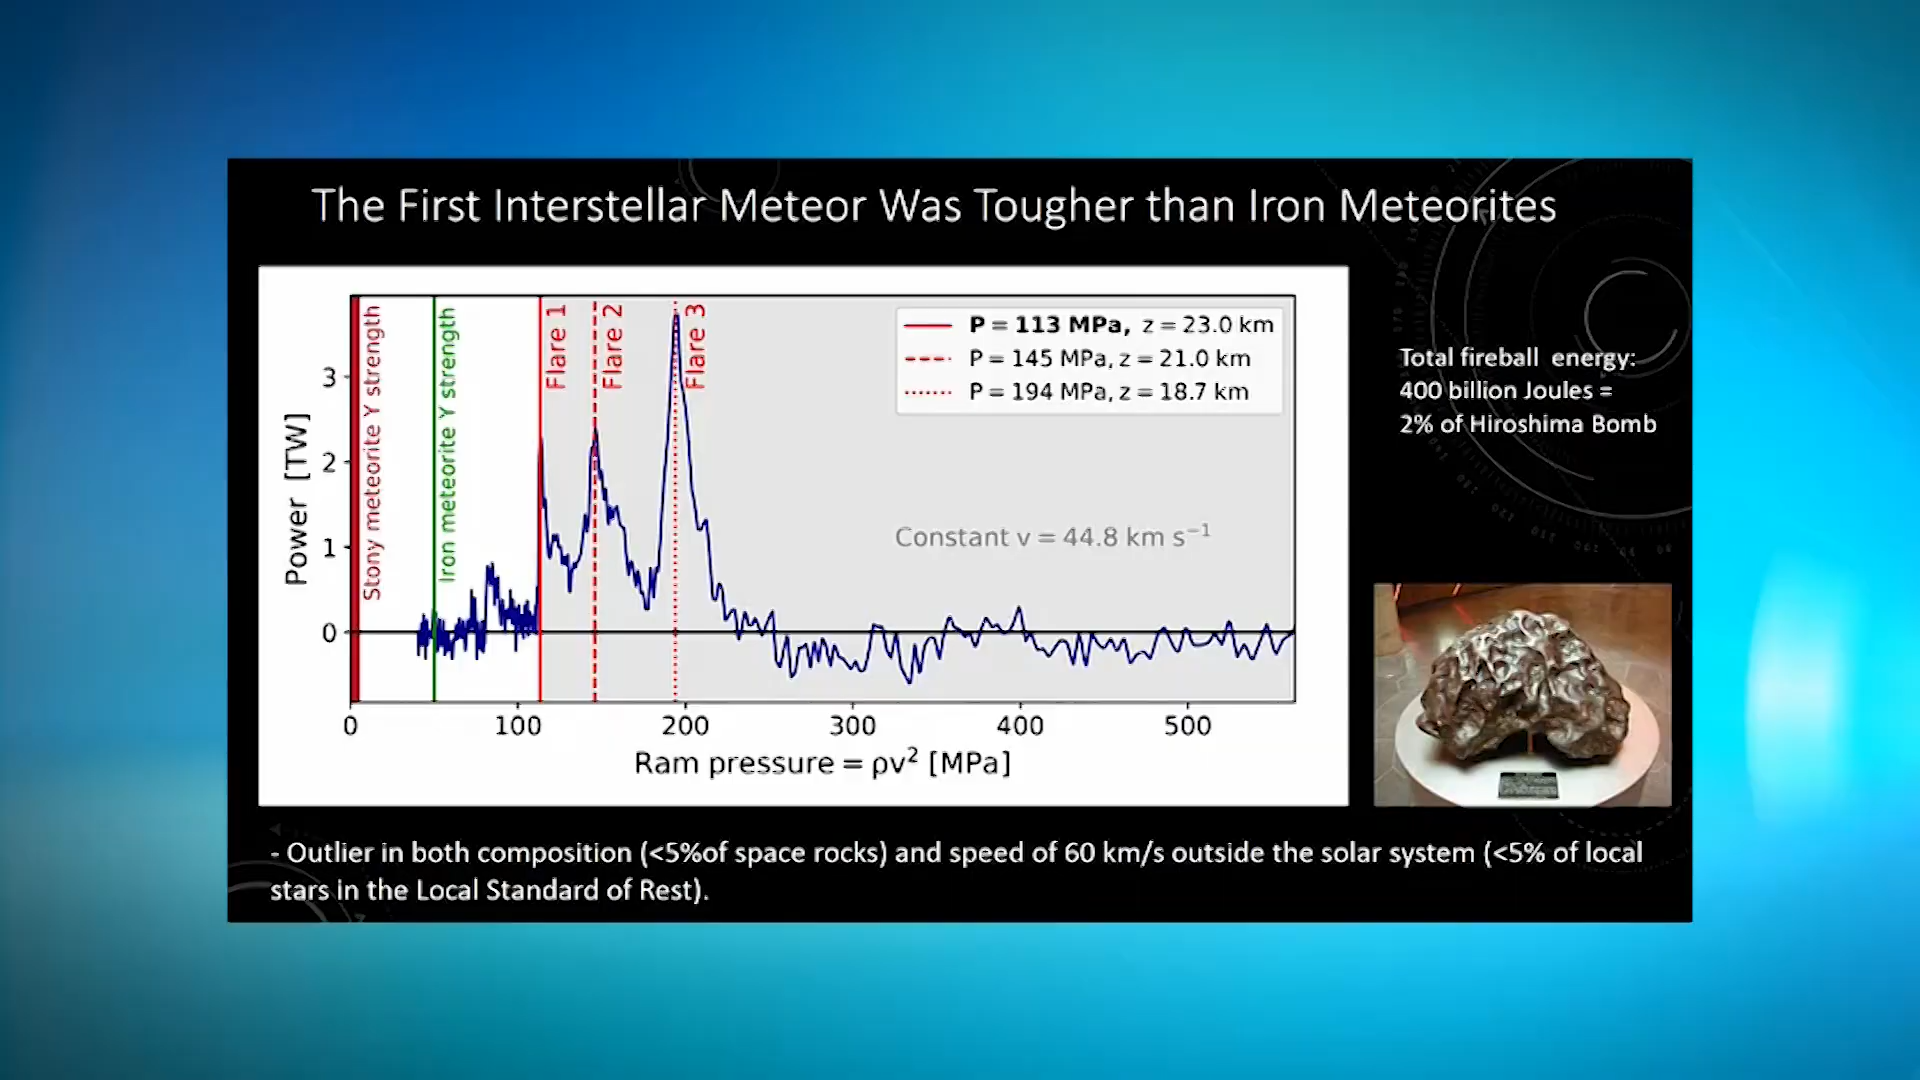 The First Interstellar Meteor Was Tougher than Iron Meteorites
Stony meteorite Y strength
Iron meteorite Y strength
Flare 1
Flare 2
Flare 3
P = 113 MPa, z = 23.0 km
P = 145 MPa, z = 21.0 km
P = 194 MPa, z = 18.7 km
Constant v = 44.8 km s⁻¹
Power [TW]
3
2
1
0
0 100 200 300 400 500
Ram pressure = ρv² [MPa]
Total fireball energy:
400 billion Joules =
2% of Hiroshima Bomb
- Outlier in both composition (<5%of space rocks) and speed of 60 km/s outside the solar system (<5% of local
stars in the Local Standard of Rest).